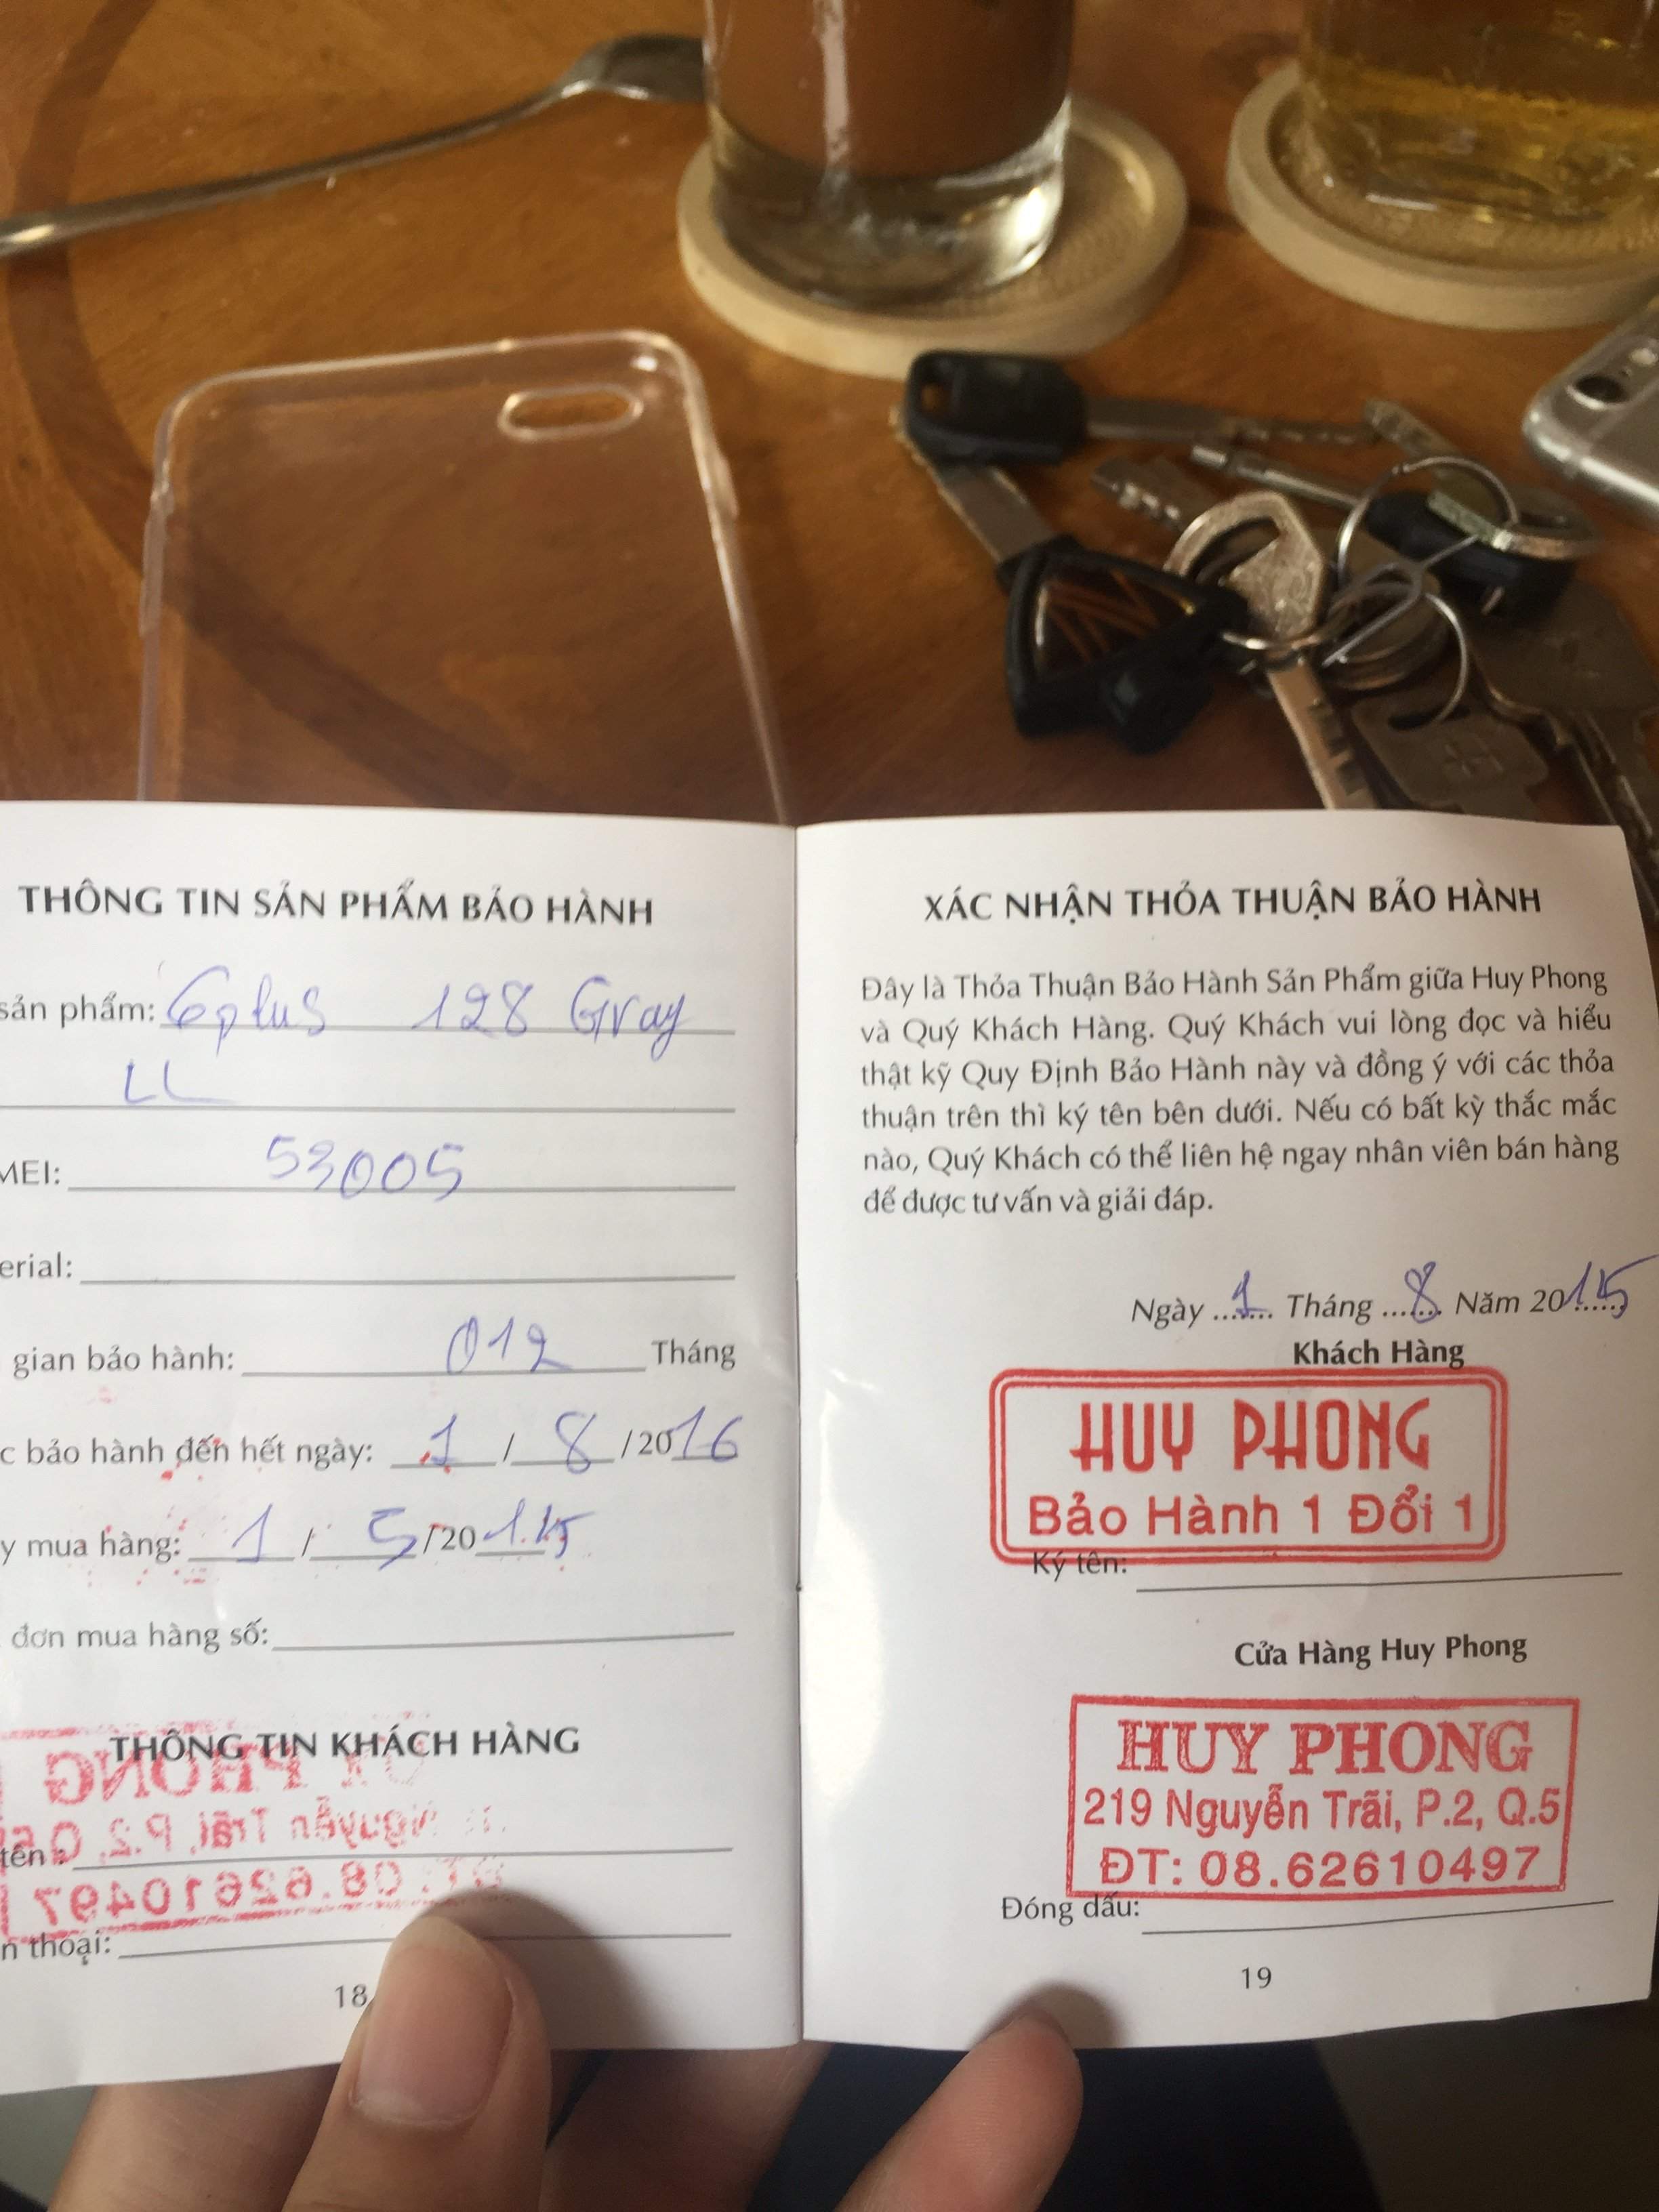 THÔNG TIN SẢN PHẨM BẢO HÀNH
sản phẩm: 6plus 128 Gray
LL
MEI: 53005
erial:
gian bảo hành: 012 Tháng
c bảo hành đến hết ngày: 1 / 8 / 2016
y mua hàng: 1 / 5 / 2015
đơn mua hàng số:
THÔNG TIN KHÁCH HÀNG
tên
n thoại:
18
XÁC NHẬN THỎA THUẬN BẢO HÀNH
Đây là Thỏa Thuận Bảo Hành Sản Phẩm giữa Huy Phong
và Quý Khách Hàng. Quý Khách vui lòng đọc và hiểu
thật kỹ Quy Định Bảo Hành này và đồng ý với các thỏa
thuận trên thì ký tên bên dưới. Nếu có bất kỳ thắc mắc
nào, Quý Khách có thể liên hệ ngay nhân viên bán hàng
để được tư vấn và giải đáp.
Ngày 1 Tháng 8 Năm 2015
Khách Hàng
HUY PHONG
Bảo Hành 1 Đổi 1
Ký tên:
Cửa Hàng Huy Phong
HUY PHONG
219 Nguyễn Trãi, P.2, Q.5
ĐT: 08.62610497
Đóng dấu:
19